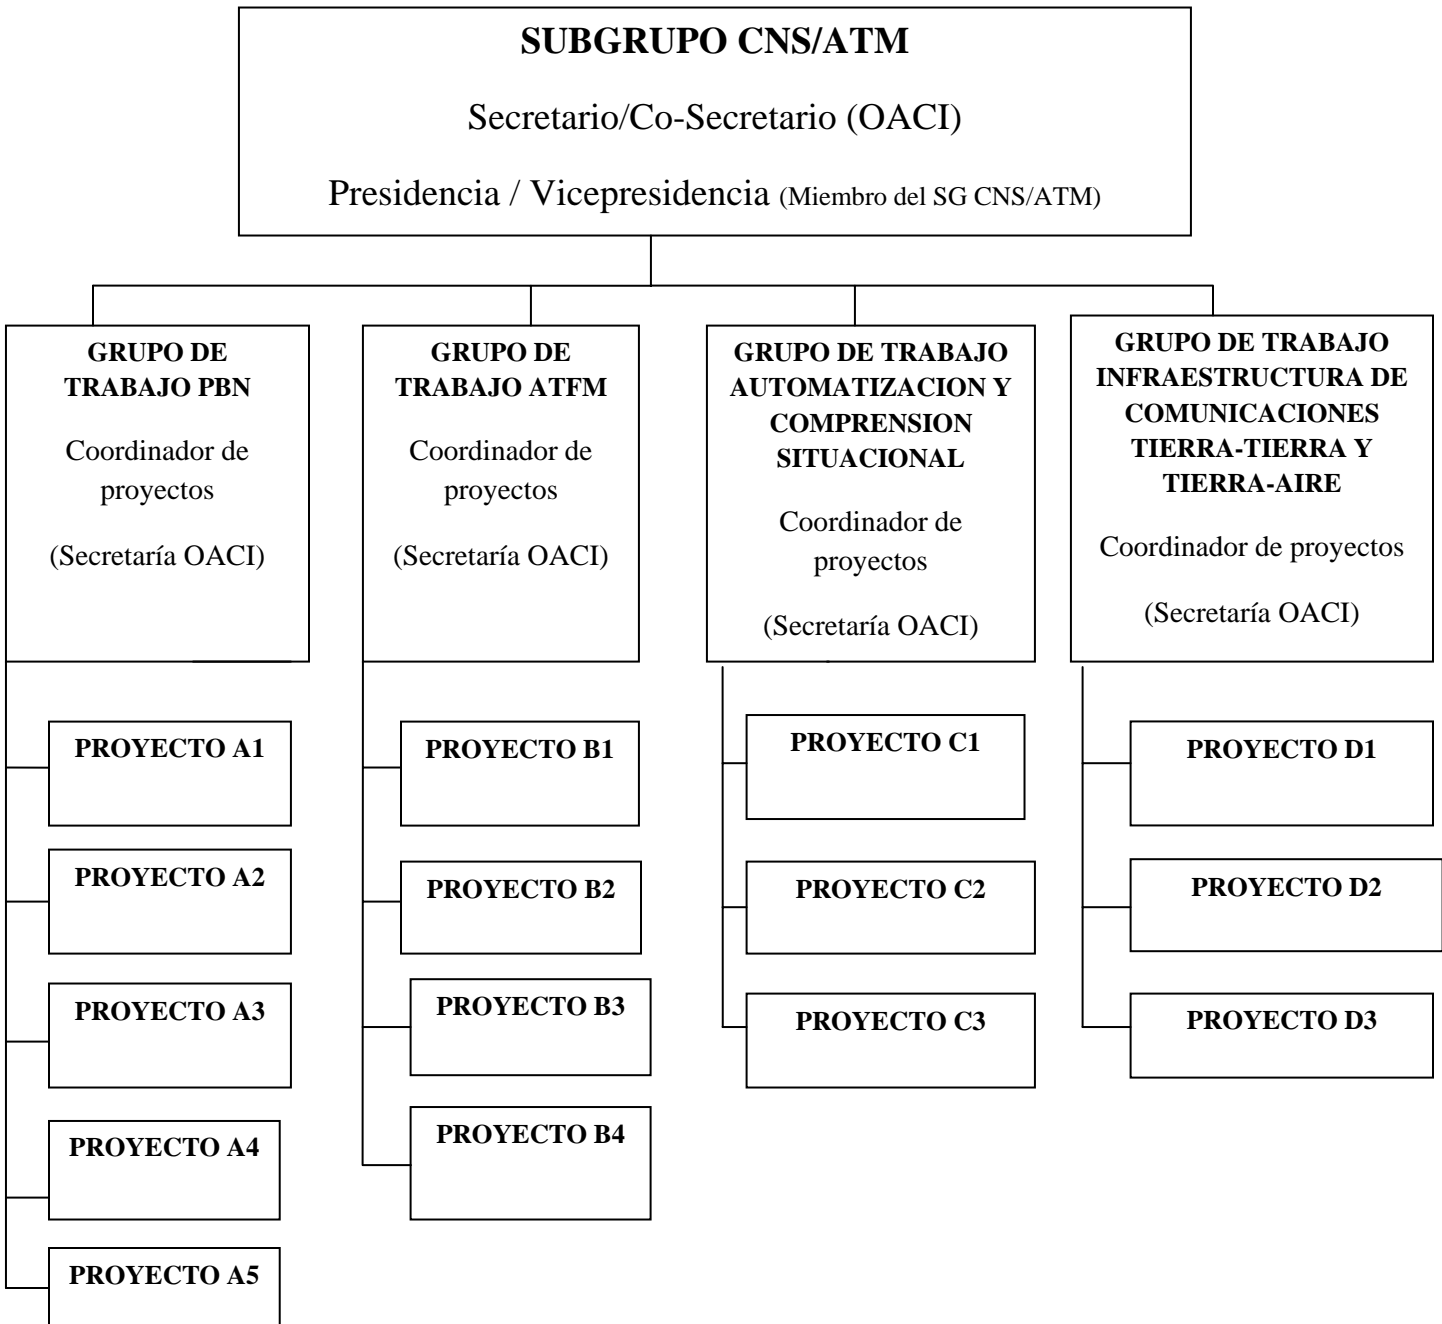 SUBGRUPO CNS/ATM
Secretario/Co-Secretario (OACI)
Presidencia / Vicepresidencia (Miembro del SG CNS/ATM)
GRUPO DE
TRABAJO PBN
Coordinador de
proyectos
(Secretaría OACI)
GRUPO DE
TRABAJO ATFM
Coordinador de
proyectos
(Secretaría OACI)
GRUPO DE TRABAJO
AUTOMATIZACION Y
COMPRENSION
SITUACIONAL
Coordinador de
proyectos
(Secretaría OACI)
GRUPO DE TRABAJO
INFRAESTRUCTURA DE
COMUNICACIONES
TIERRA-TIERRA Y
TIERRA-AIRE
Coordinador de proyectos
(Secretaría OACI)
PROYECTO A1
PROYECTO A2
PROYECTO A3
PROYECTO A4
PROYECTO A5
PROYECTO B1
PROYECTO B2
PROYECTO B3
PROYECTO B4
PROYECTO C1
PROYECTO C2
PROYECTO C3
PROYECTO D1
PROYECTO D2
PROYECTO D3